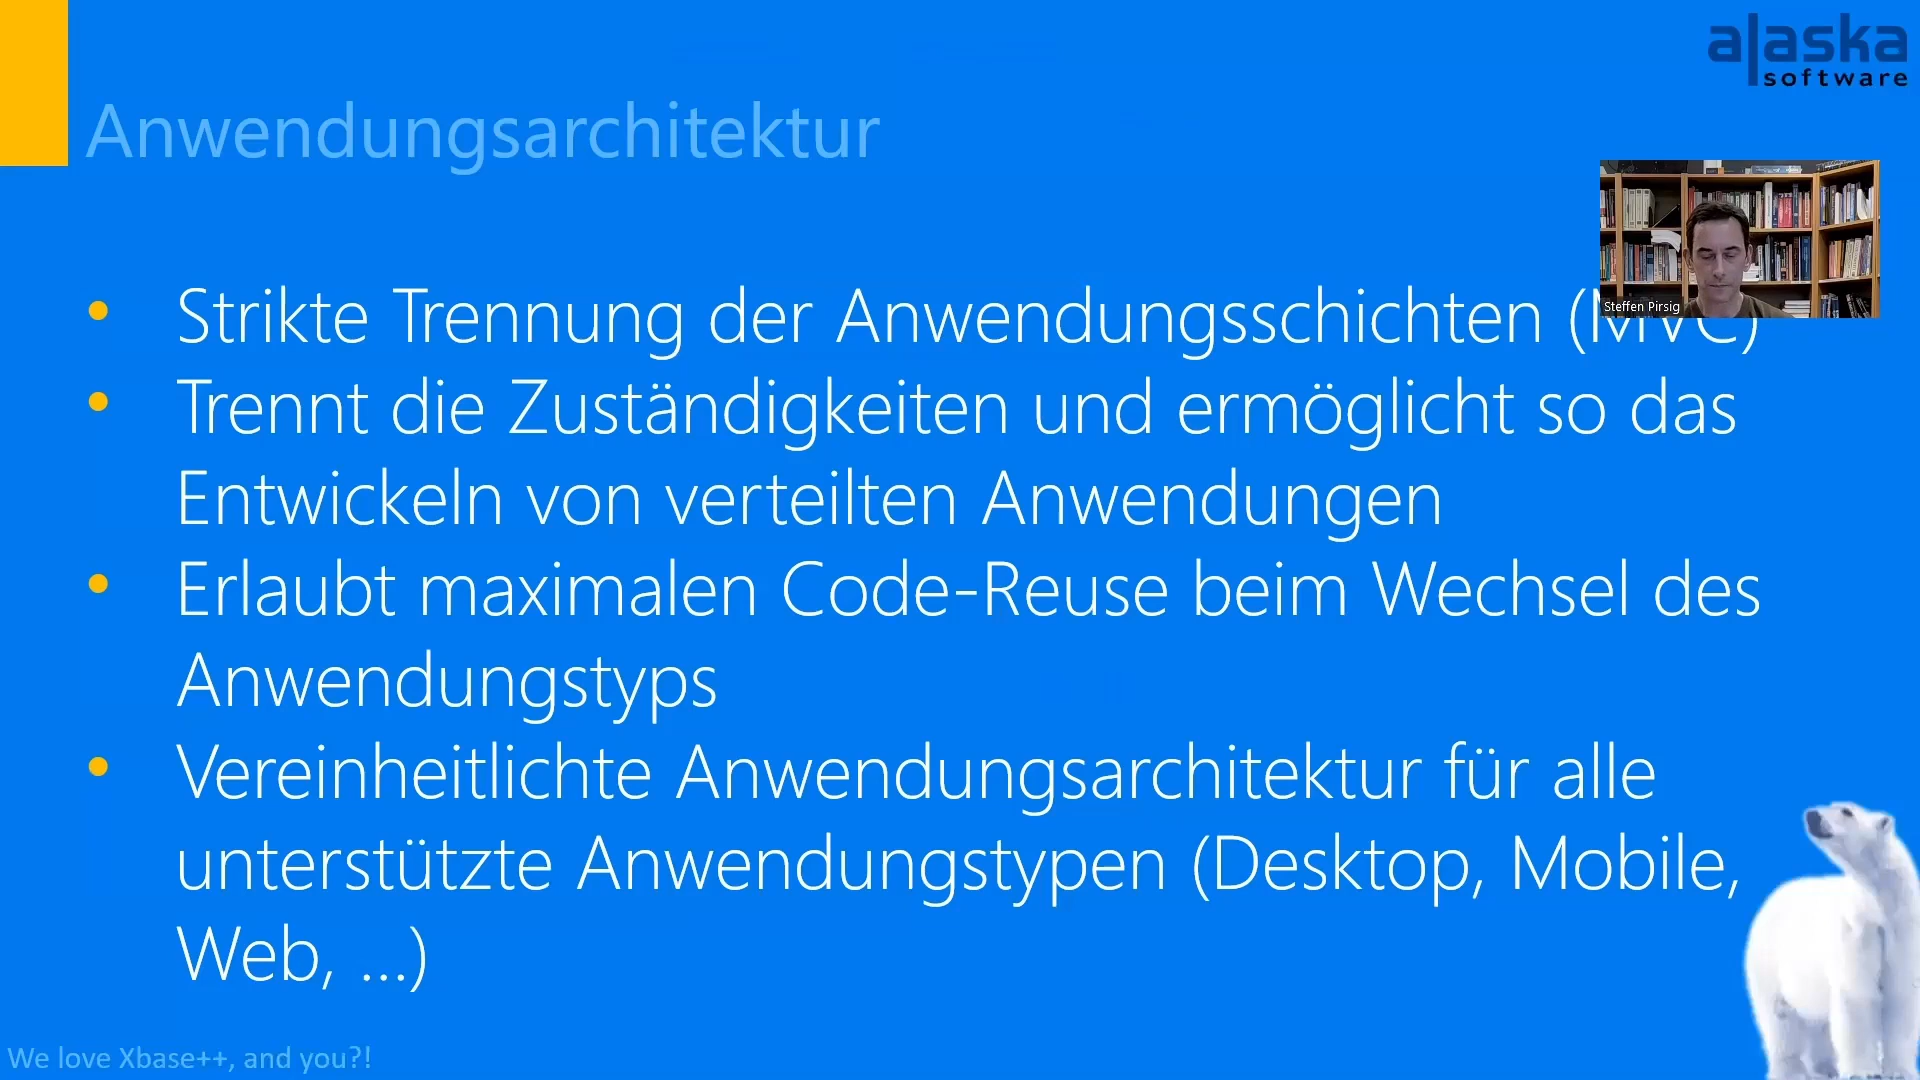 alaska
software
Anwendungsarchitektur
Steffen Pirsig
Strikte Trennung der Anwendungsschichten (MVC)
Trennt die Zuständigkeiten und ermöglicht so das
Entwickeln von verteilten Anwendungen
Erlaubt maximalen Code-Reuse beim Wechsel des
Anwendungstyps
Vereinheitlichte Anwendungsarchitektur für alle
unterstützte Anwendungstypen (Desktop, Mobile,
Web, ...)
We love Xbase++, and you?!